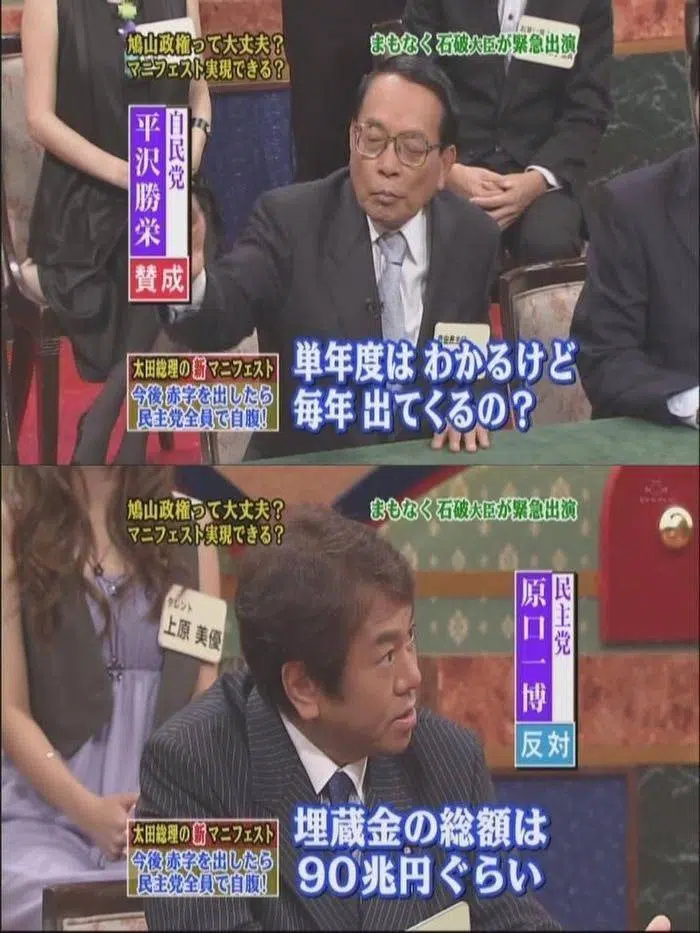 鳩山政権って大丈夫?
マニフェスト実現できる?
まもなく 石破大臣が緊急出演
自民党
平沢勝栄
賛成
太田総理の新マニフェスト
今後 赤字を出したら
民主党全員で自腹!
単年度は わかるけど
毎年 出てくるの?
鳩山政権って大丈夫?
マニフェスト実現できる?
まもなく 石破大臣が緊急出演
タレント
上原 美優
民主党
原口一博
反対
太田総理の新マニフェスト
今後 赤字を出したら
民主党全員で自腹!
埋蔵金の総額は
90兆円ぐらい